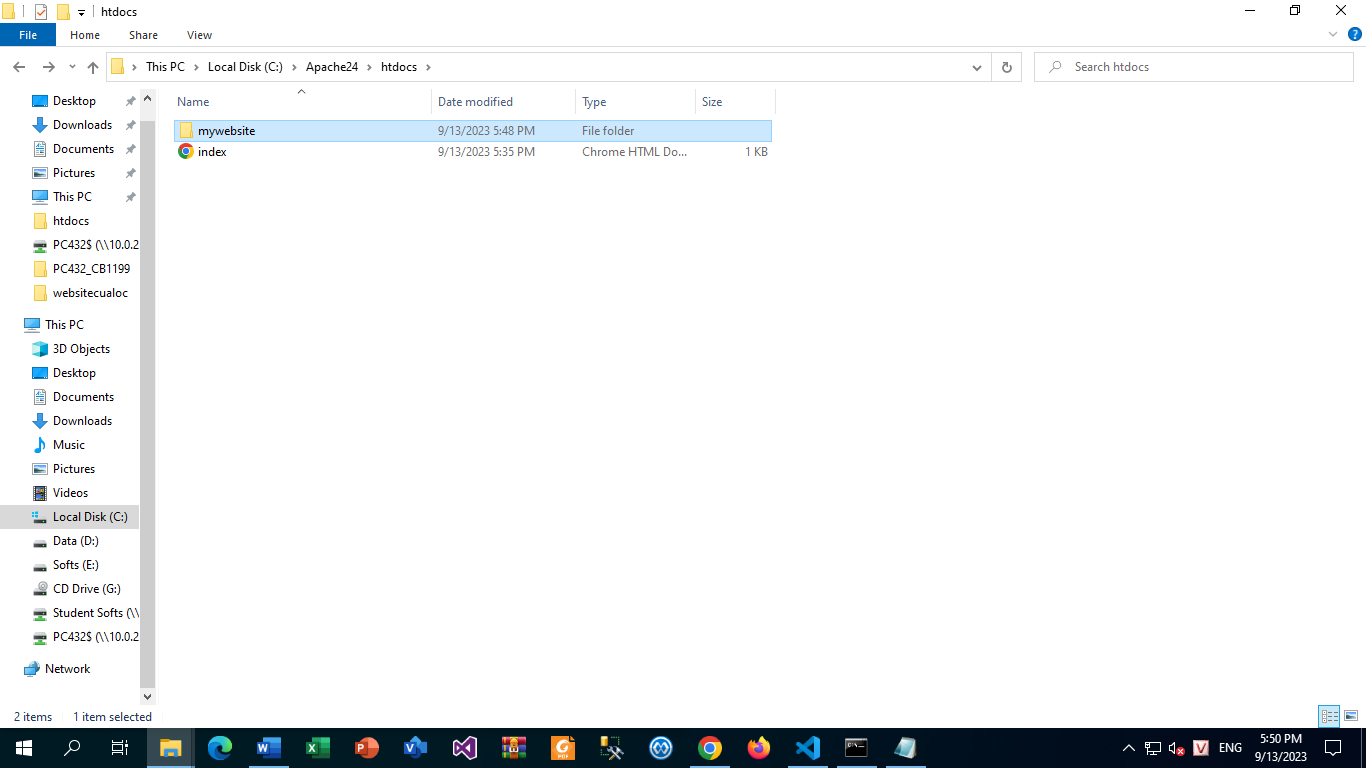 htdocs
File Home Share View
This PC Local Disk (C:) Apache24 htdocs
Search htdocs
Name Date modified Type Size
mywebsite 9/13/2023 5:48 PM File folder
index 9/13/2023 5:35 PM Chrome HTML Do... 1 KB
Desktop
Downloads
Documents
Pictures
This PC
htdocs
PC432$ (\\10.0.2
PC432_CB1199
websitecualoc
This PC
3D Objects
Desktop
Documents
Downloads
Music
Pictures
Videos
Local Disk (C:)
Data (D:)
Softs (E:)
CD Drive (G:)
Student Softs (\\
PC432$ (\\10.0.2
Network
2 items 1 item selected
ENG
5:50 PM
9/13/2023